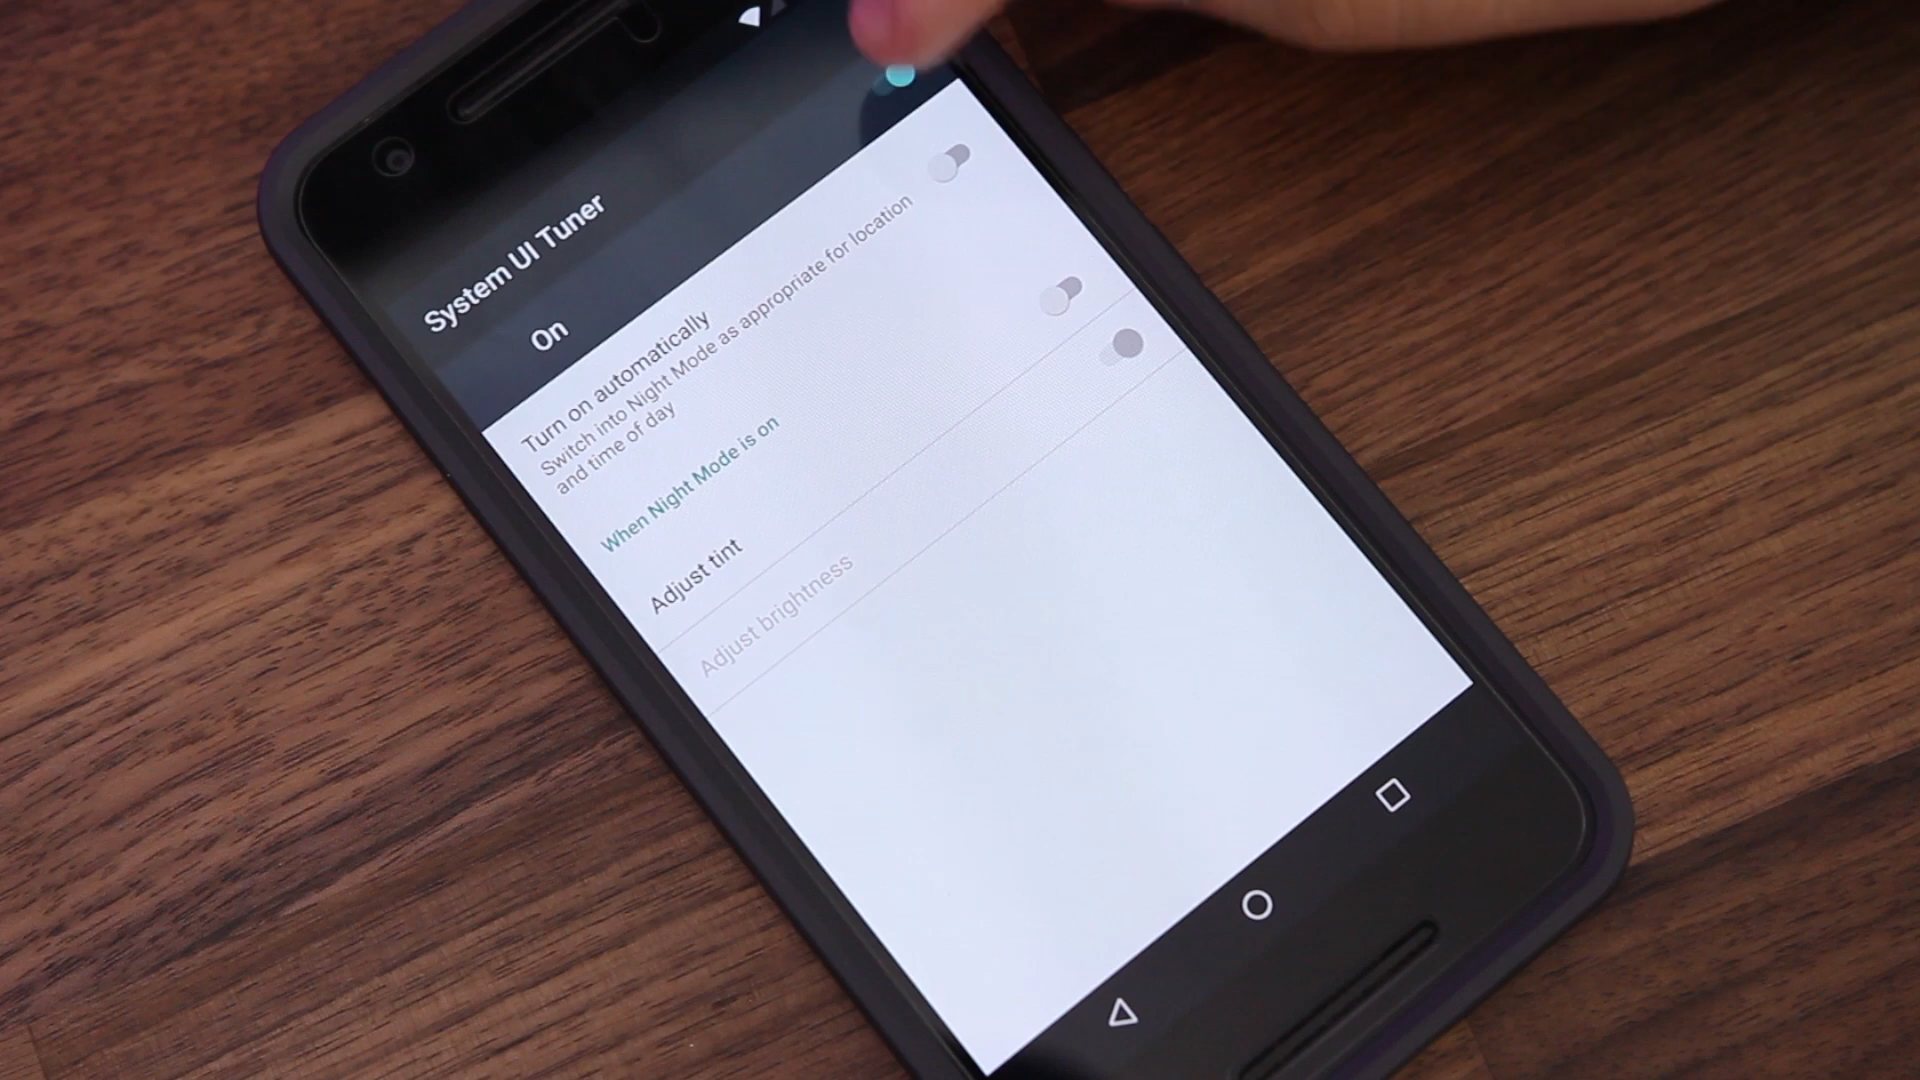 System UI Tuner
On
Turn on automatically
Switch into Night Mode as appropriate for location
and time of day
When Night Mode is on
Adjust tint
Adjust brightness